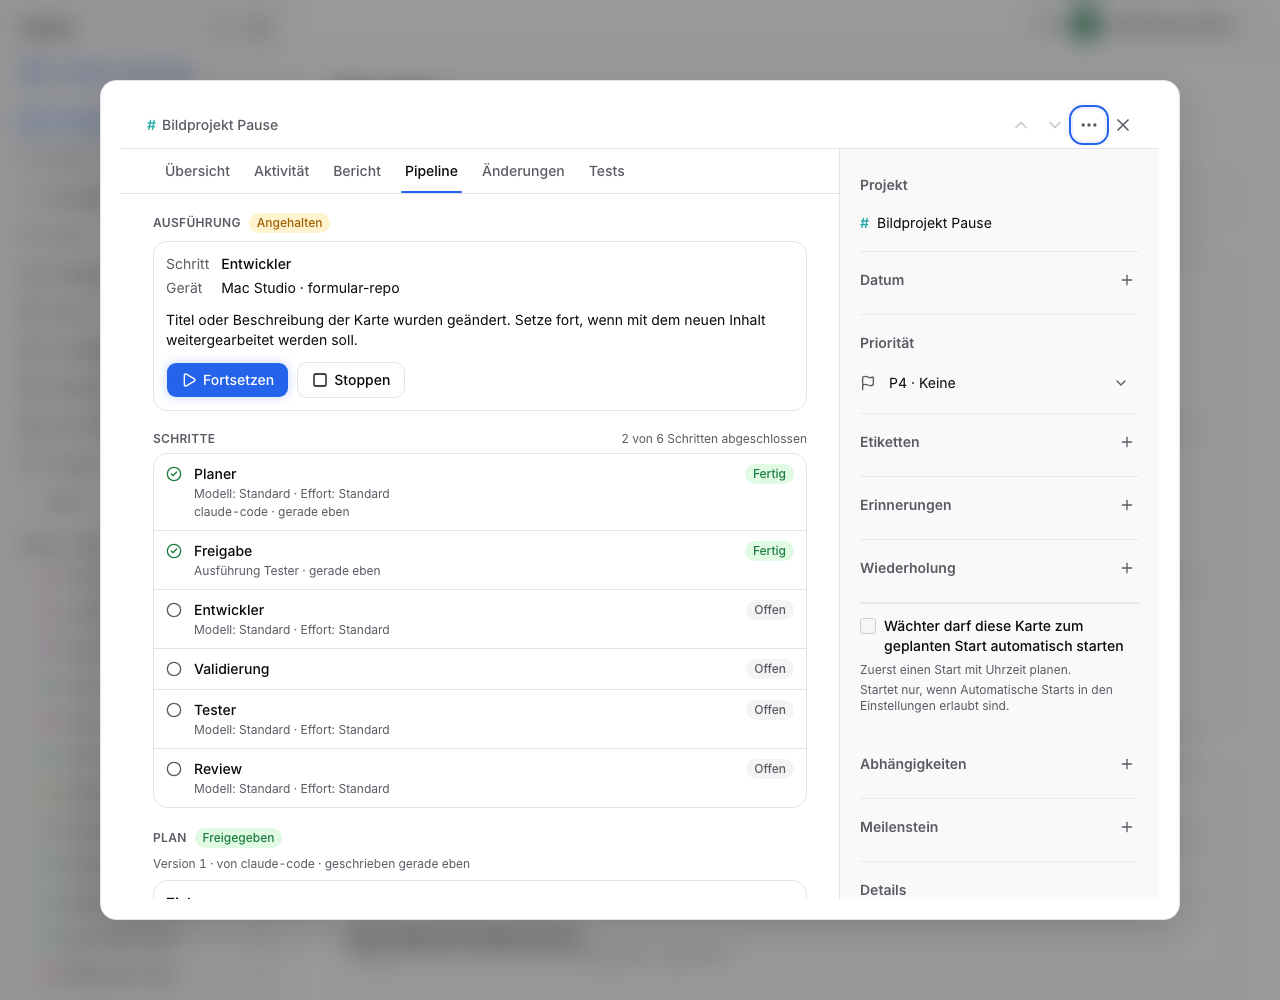 # Bildprojekt Pause
Übersicht
Aktivität
Bericht
Pipeline
Änderungen
Tests
AUSFÜHRUNG
Angehalten
Schritt Entwickler
Gerät Mac Studio · formular-repo
Titel oder Beschreibung der Karte wurden geändert. Setze fort, wenn mit dem neuen Inhalt
weitergearbeitet werden soll.
Fortsetzen
Stoppen
SCHRITTE
2 von 6 Schritten abgeschlossen
Planer
Fertig
Modell: Standard · Effort: Standard
claude-code · gerade eben
Freigabe
Fertig
Ausführung Tester · gerade eben
Entwickler
Offen
Modell: Standard · Effort: Standard
Validierung
Offen
Tester
Offen
Modell: Standard · Effort: Standard
Review
Offen
Modell: Standard · Effort: Standard
PLAN
Freigegeben
Version 1 · von claude-code · geschrieben gerade eben
Projekt
# Bildprojekt Pause
Datum
Priorität
P4 · Keine
Etiketten
Erinnerungen
Wiederholung
Wächter darf diese Karte zum
geplanten Start automatisch starten
Zuerst einen Start mit Uhrzeit planen.
Startet nur, wenn Automatische Starts in den
Einstellungen erlaubt sind.
Abhängigkeiten
Meilenstein
Details